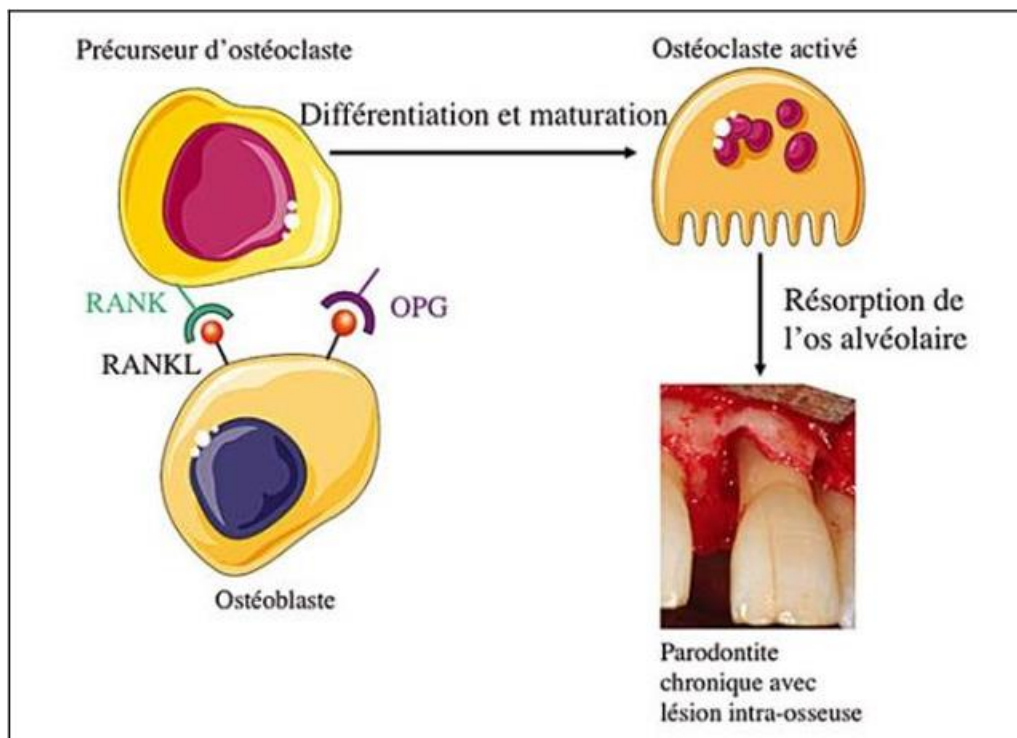 Précurseur d'ostéoclaste
Ostéoclaste activé
Différentiation et maturation
RANK
OPG
RANKL
Résorption de
l'os alvéolaire
Ostéoblaste
Parodontite
chronique avec
lésion intra-osseuse